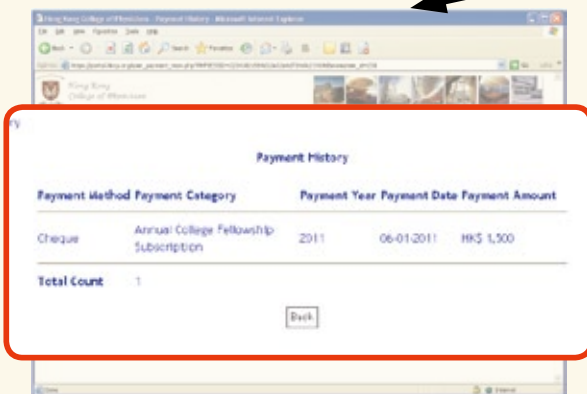 Hong Kong College of Physicians - Payment History - Microsoft Internet Explorer
Hong Kong
College of Physicians
ry
Payment History
Payment Method Payment Category Payment Year Payment Date Payment Amount
Cheque Annual College Fellowship Subscription 2011 06-01-2011 HK$ 1,500
Total Count 1
Back